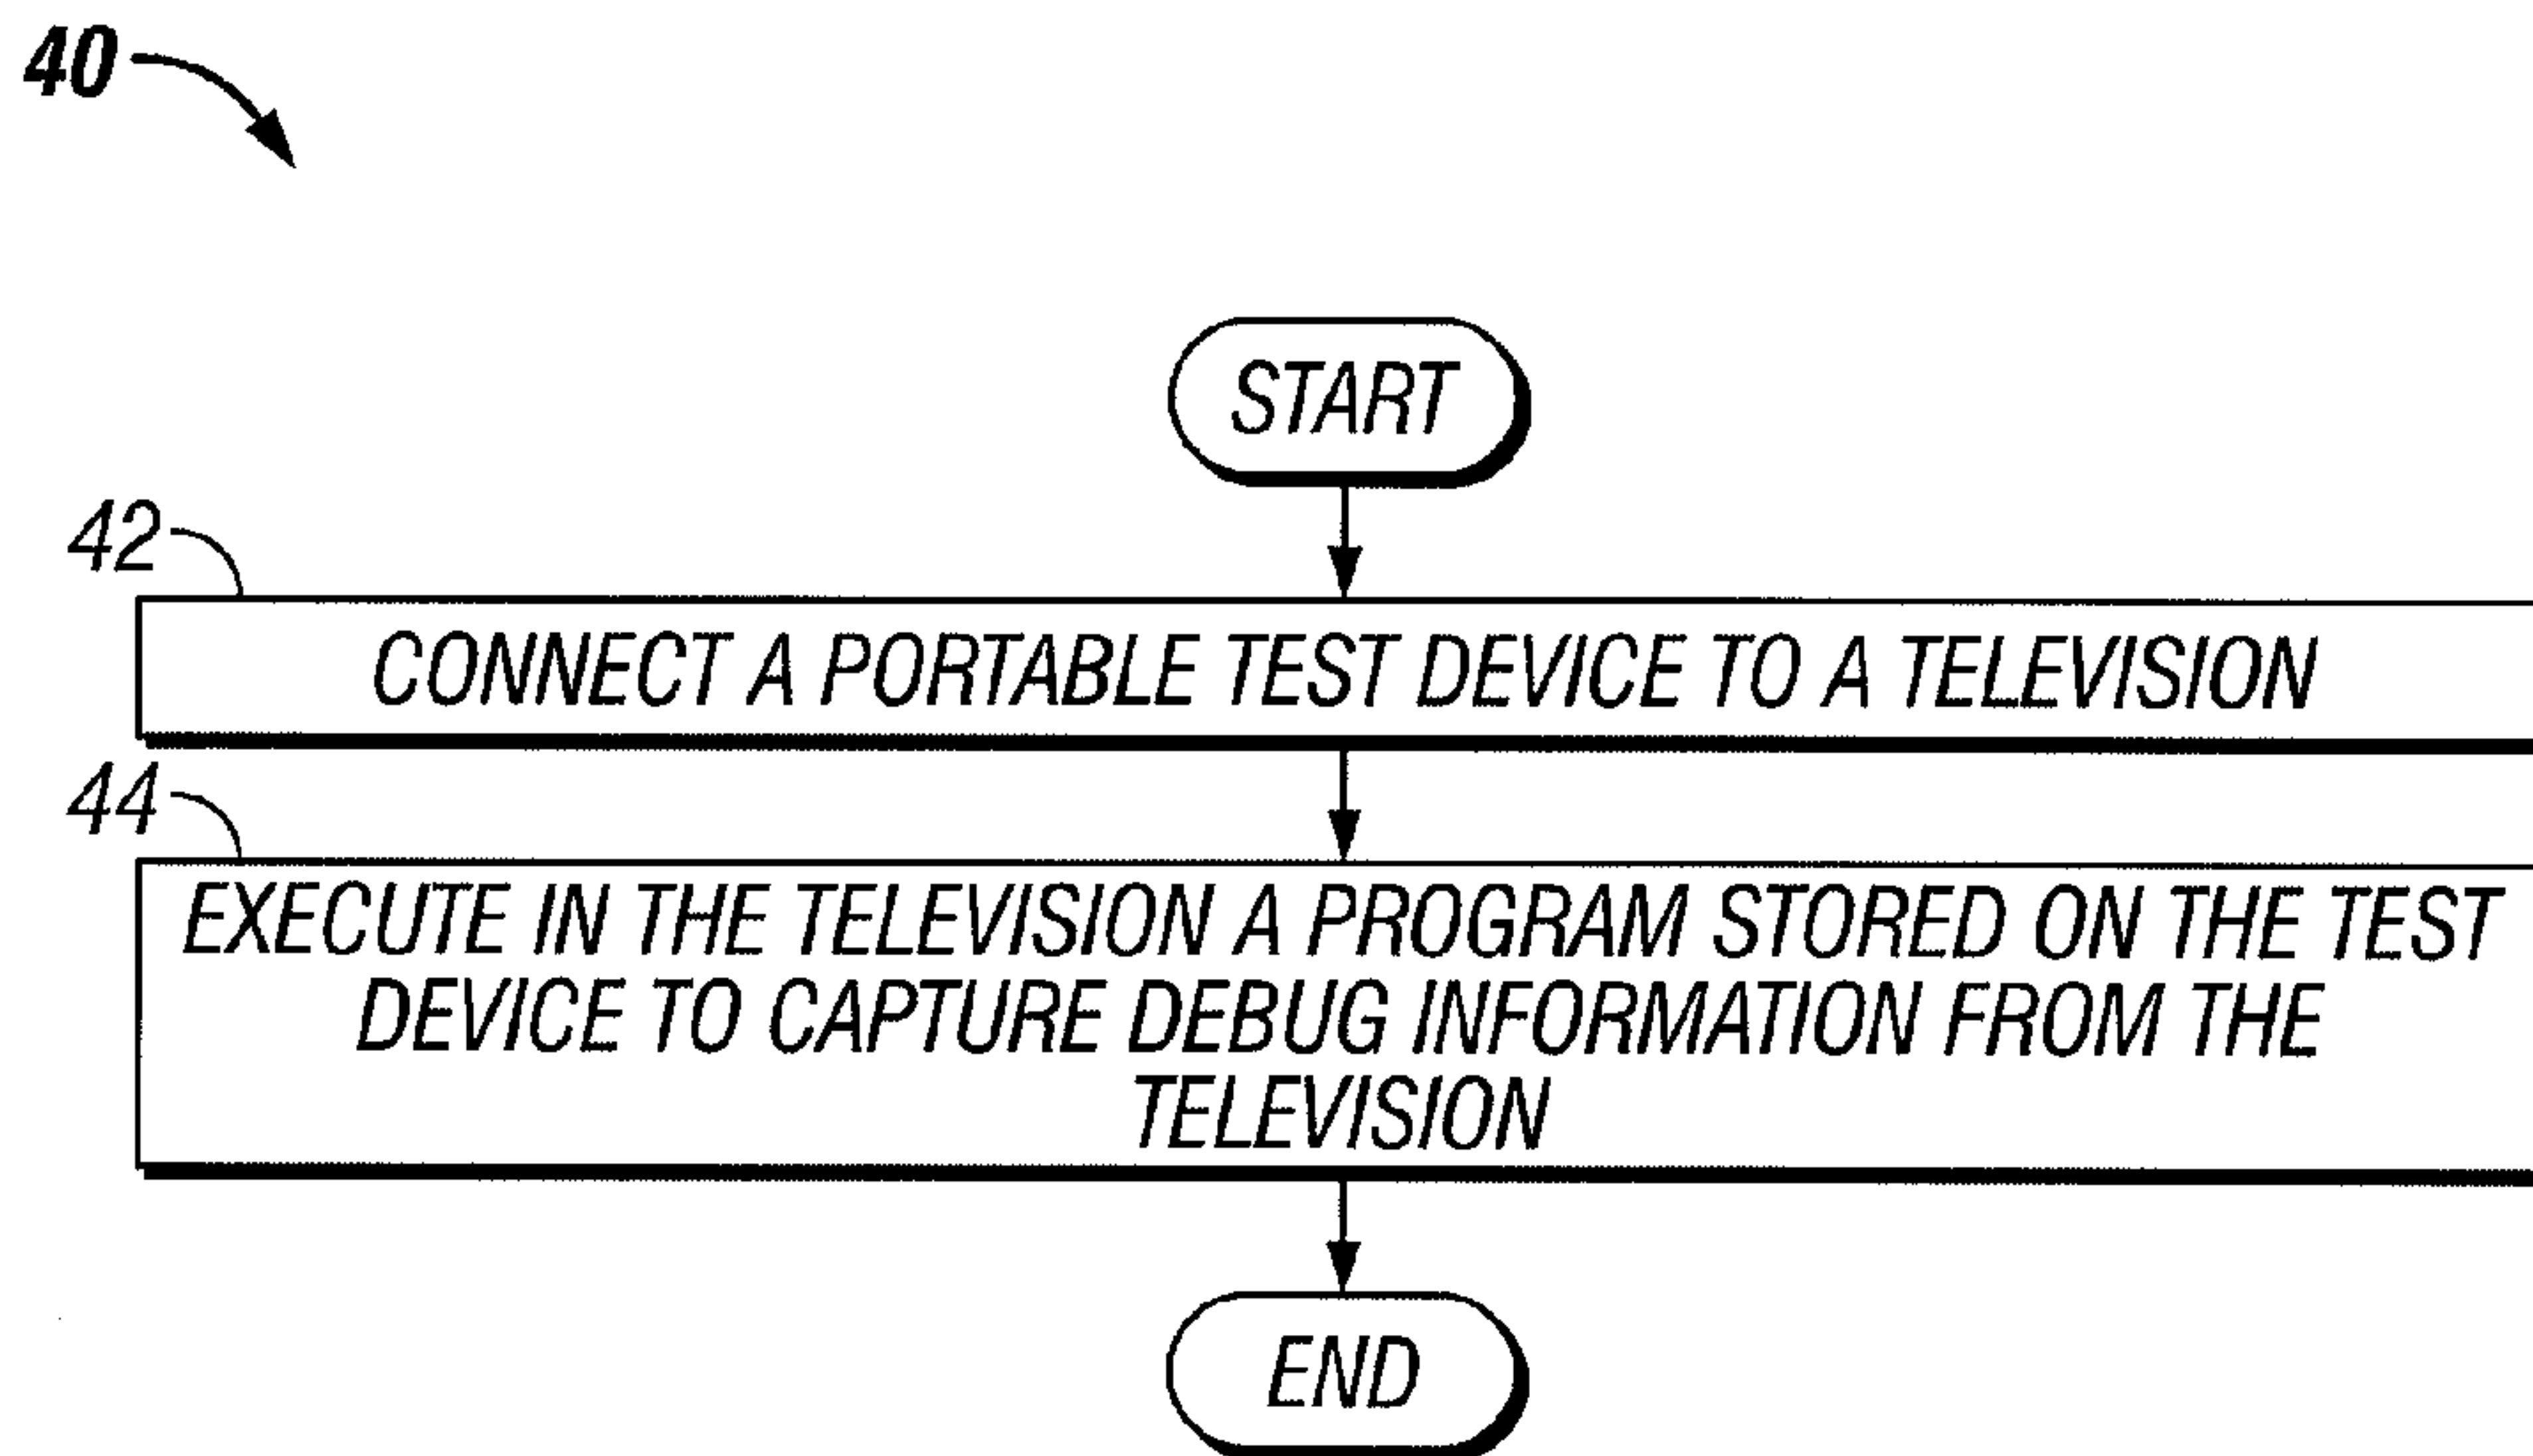 40
START
42
CONNECT A PORTABLE TEST DEVICE TO A TELEVISION
44
EXECUTE IN THE TELEVISION A PROGRAM STORED ON THE TEST
DEVICE TO CAPTURE DEBUG INFORMATION FROM THE
TELEVISION
END